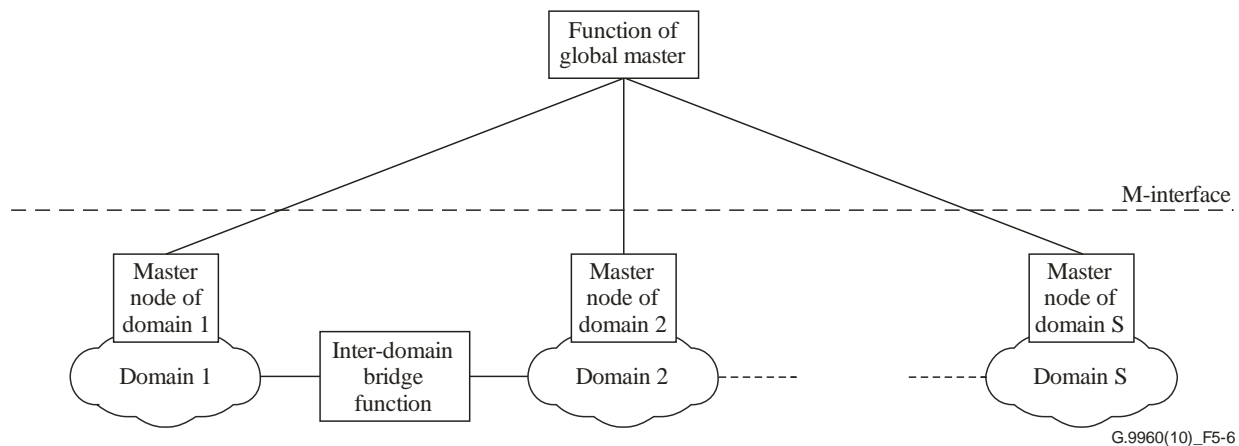 Function of
global master
M-interface
Master
node of
domain 1
Master
node of
domain 2
Master
node of
domain S
Domain 1
Inter-domain
bridge
function
Domain 2
Domain S
G.9960(10)_F5-6